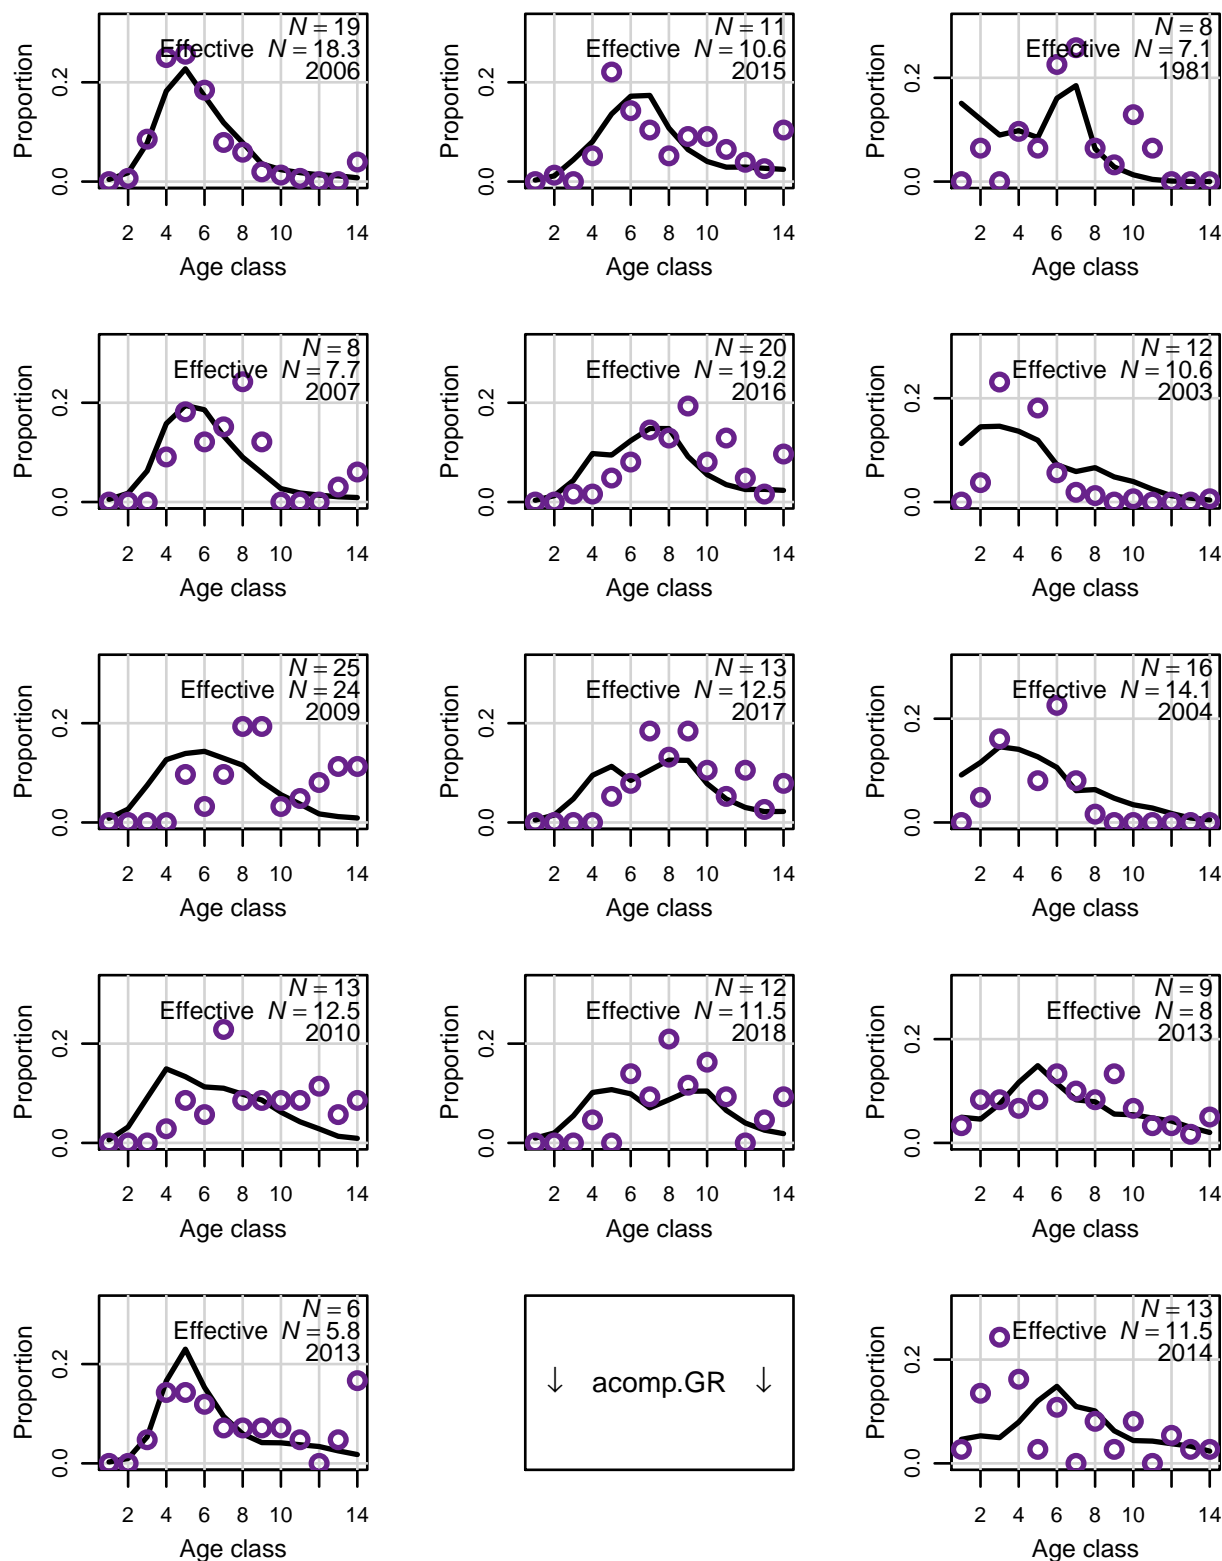 N = 19
Effective N = 18.3
2006
Proportion
0.2
0.0
2 4 6 8 10 14
Age class
N = 11
Effective N = 10.6
2015
Proportion
0.2
0.0
2 4 6 8 10 14
Age class
N = 8
Effective N = 7.1
1981
Proportion
0.2
0.0
2 4 6 8 10 14
Age class
N = 8
Effective N = 7.7
2007
Proportion
0.2
0.0
2 4 6 8 10 14
Age class
N = 20
Effective N = 19.2
2016
Proportion
0.2
0.0
2 4 6 8 10 14
Age class
N = 12
Effective N = 10.6
2003
Proportion
0.2
0.0
2 4 6 8 10 14
Age class
N = 25
Effective N = 24
2009
Proportion
0.2
0.0
2 4 6 8 10 14
Age class
N = 13
Effective N = 12.5
2017
Proportion
0.2
0.0
2 4 6 8 10 14
Age class
N = 16
Effective N = 14.1
2004
Proportion
0.2
0.0
2 4 6 8 10 14
Age class
N = 13
Effective N = 12.5
2010
Proportion
0.2
0.0
2 4 6 8 10 14
Age class
N = 12
Effective N = 11.5
2018
Proportion
0.2
0.0
2 4 6 8 10 14
Age class
N = 9
Effective N = 8
2013
Proportion
0.2
0.0
2 4 6 8 10 14
Age class
N = 6
Effective N = 5.8
2013
Proportion
0.2
0.0
2 4 6 8 10 14
Age class
↓ acomp.GR ↓
N = 13
Effective N = 11.5
2014
Proportion
0.2
0.0
2 4 6 8 10 14
Age class